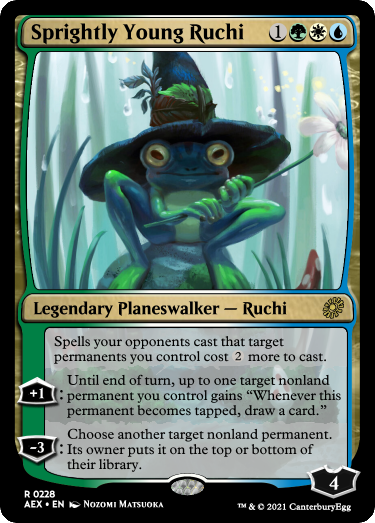 Sprightly Young Ruchi 1
Legendary Planeswalker — Ruchi
Spells your opponents cast that target
permanents you control cost 2 more to cast.
+1: Until end of turn, up to one target nonland
permanent you control gains “Whenever this
permanent becomes tapped, draw a card.”
−3: Choose another target nonland permanent.
Its owner puts it on the top or bottom of
their library.
4
R 0228
AEX • EN Nozomi Matsuoka
™ & © 2021 CanterburyEgg